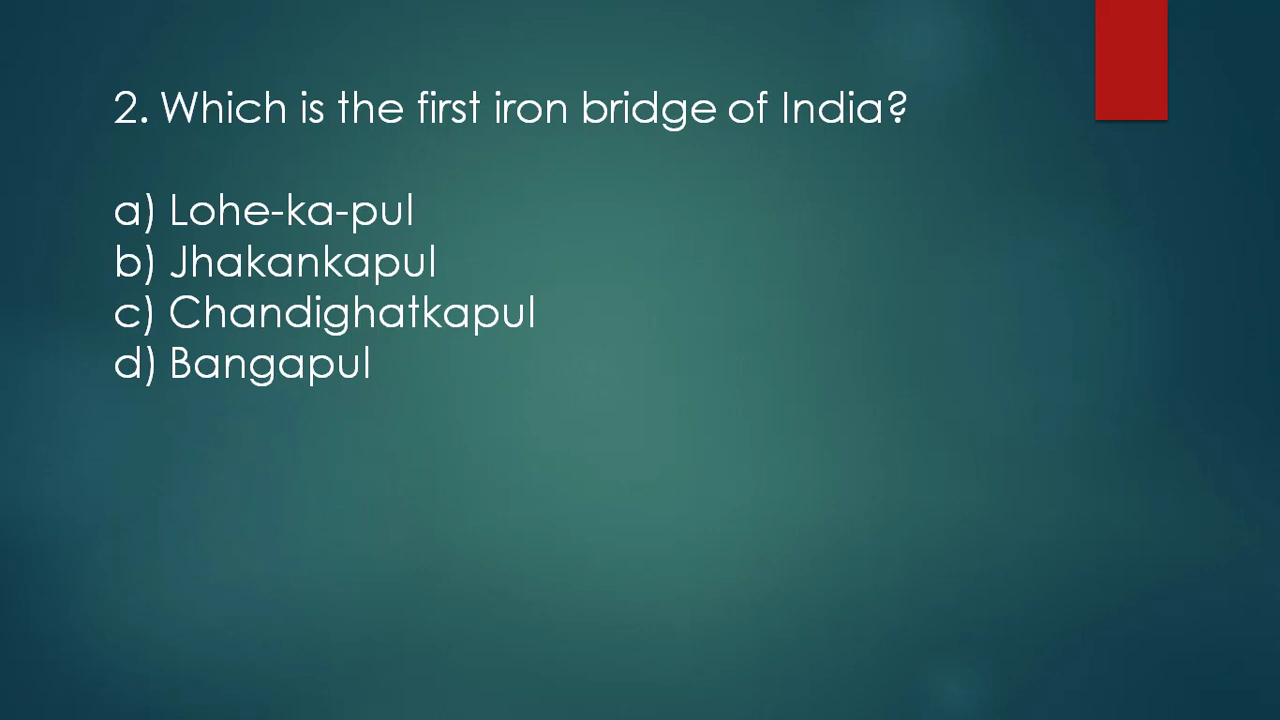 2. Which is the first iron bridge of India?
a) Lohe-ka-pul
b) Jhakankapul
c) Chandighatkapul
d) Bangapul